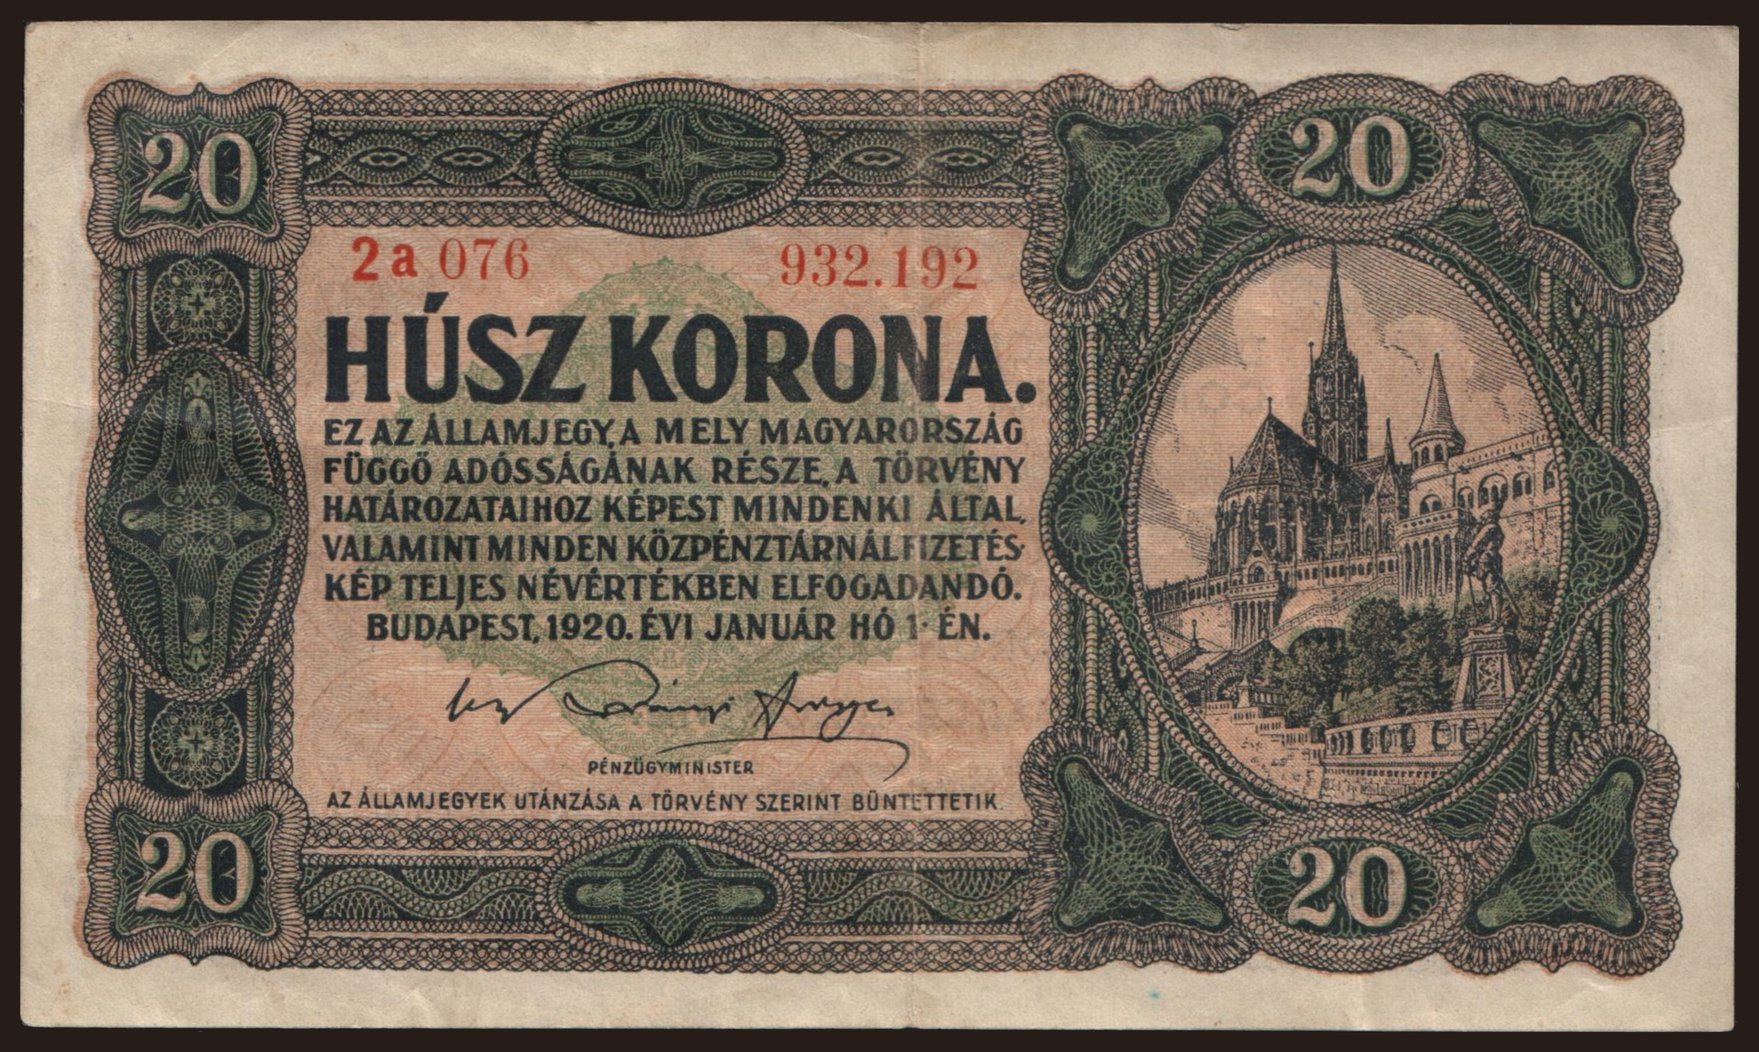 20 20
2a 076 932.192
HÚSZ KORONA.
EZ AZ ÁLLAMJEGY, A MELY MAGYARORSZÁG
FÜGGŐ ADÓSSÁGÁNAK RÉSZE, A TÖRVÉNY
HATÁROZATAIHOZ KÉPEST MINDENKI ÁLTAL,
VALAMINT MINDEN KÖZPÉNZTÁRNÁL FIZETÉS-
KÉP TELJES NÉVÉRTÉKBEN ELFOGADANDÓ.
BUDAPEST, 1920. ÉVI JANUÁR HÓ 1-ÉN.
PÉNZÜGYMINISTER
AZ ÁLLAMJEGYEK UTÁNZÁSA A TÖRVÉNY SZERINT BÜNTETTETIK.
20 20